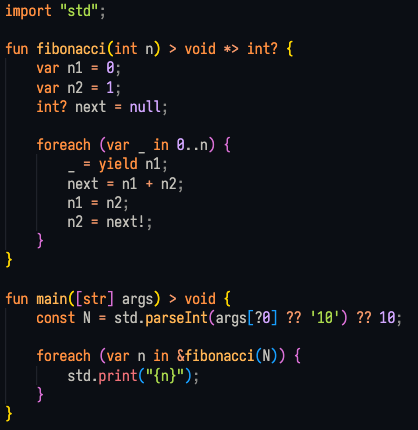 import "std";

fun fibonacci(int n) > void *> int? {
    var n1 = 0;
    var n2 = 1;
    int? next = null;

    foreach (var _ in 0..n) {
        _ = yield n1;
        next = n1 + n2;
        n1 = n2;
        n2 = next!;
    }
}

fun main([str] args) > void {
    const N = std.parseInt(args[?0] ?? '10') ?? 10;

    foreach (var n in &fibonacci(N)) {
        std.print("{n}");
    }
}